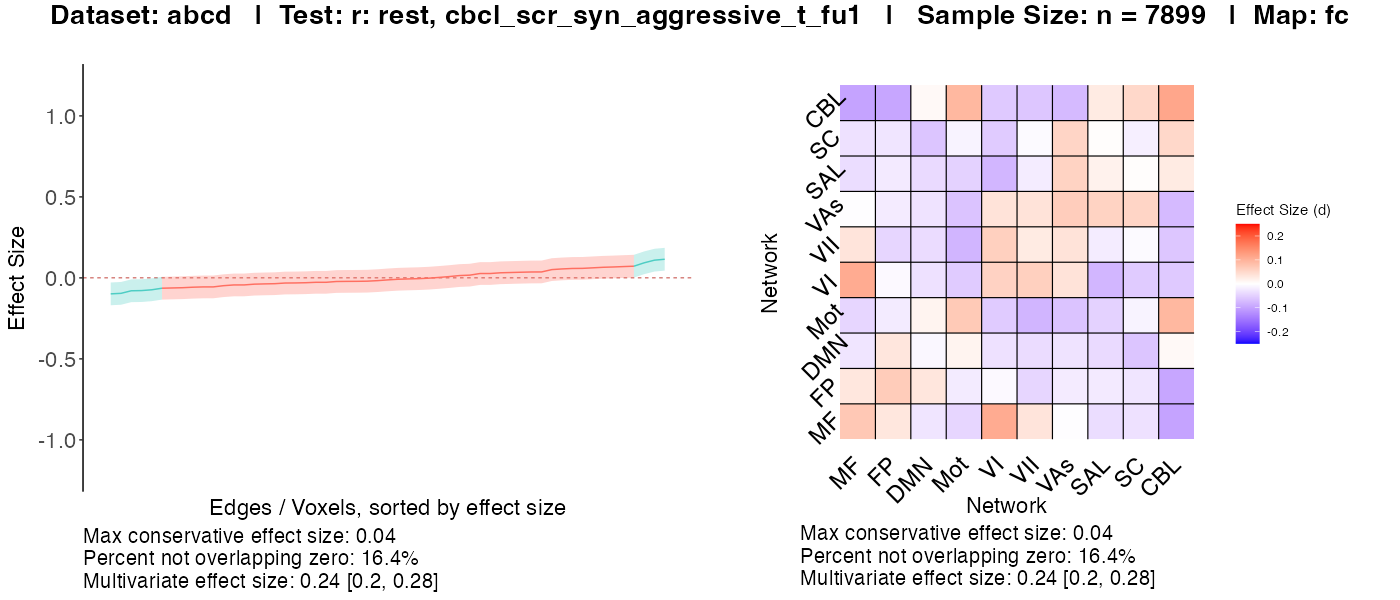 Dataset: abcd | Test: r: rest, cbcl_scr_syn_aggressive_t_fu1 | Sample Size: n = 7899 | Map: fc
Effect Size
1.0
0.5
0.0
-0.5
-1.0
Edges / Voxels, sorted by effect size
Max conservative effect size: 0.04
Percent not overlapping zero: 16.4%
Multivariate effect size: 0.24 [0.2, 0.28]
Network
CBL
SC
SAL
VAs
VII
VI
Mot
DMN
FP
MF
MF FP DMN Mot VI VII VAs SAL SC CBL
Network
Max conservative effect size: 0.04
Percent not overlapping zero: 16.4%
Multivariate effect size: 0.24 [0.2, 0.28]
Effect Size (d)
0.2
0.1
0.0
-0.1
-0.2